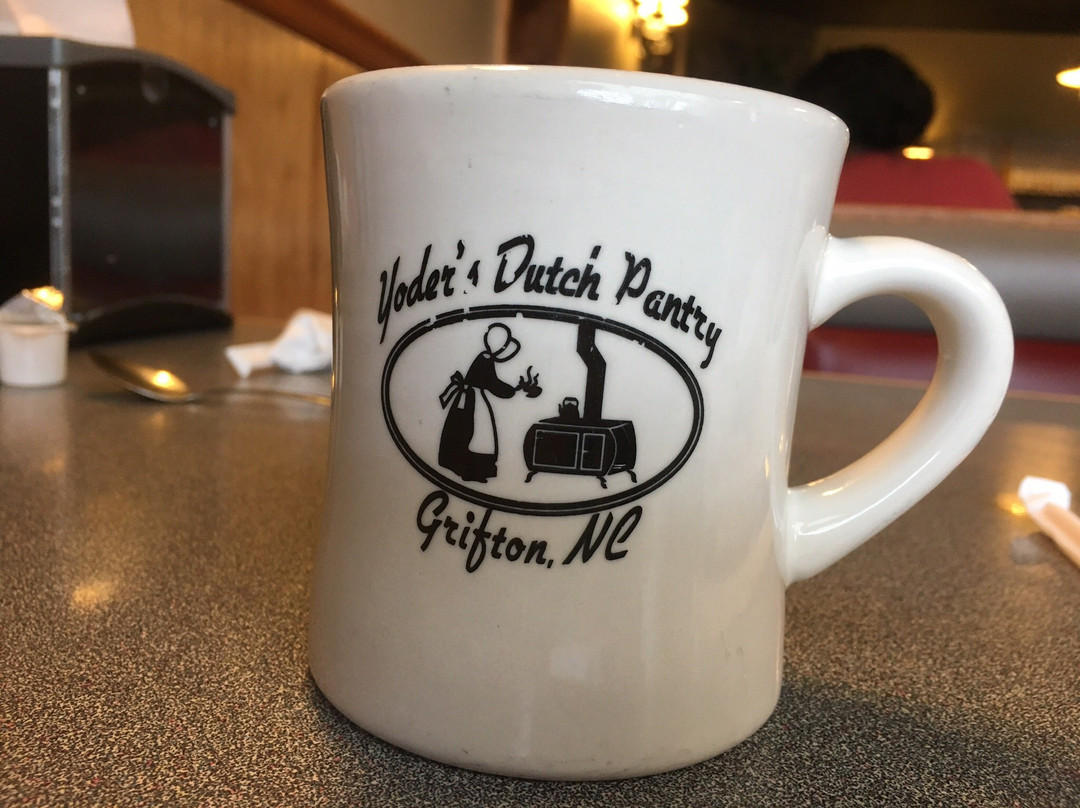 Yoder's Dutch Pantry
Grifton, NC